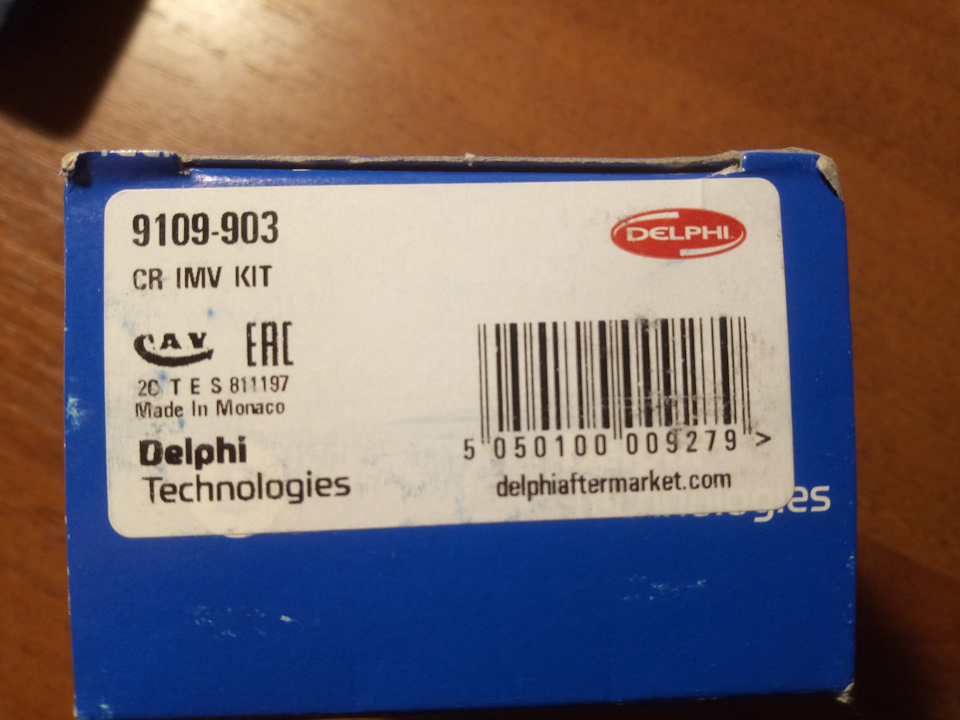 9109-903
DELPHI
CR IMV KIT
CAV EAC
2C T E S 811197
Made In Monaco
5 050100 009279 >
Delphi
Technologies
delphiaftermarket.com